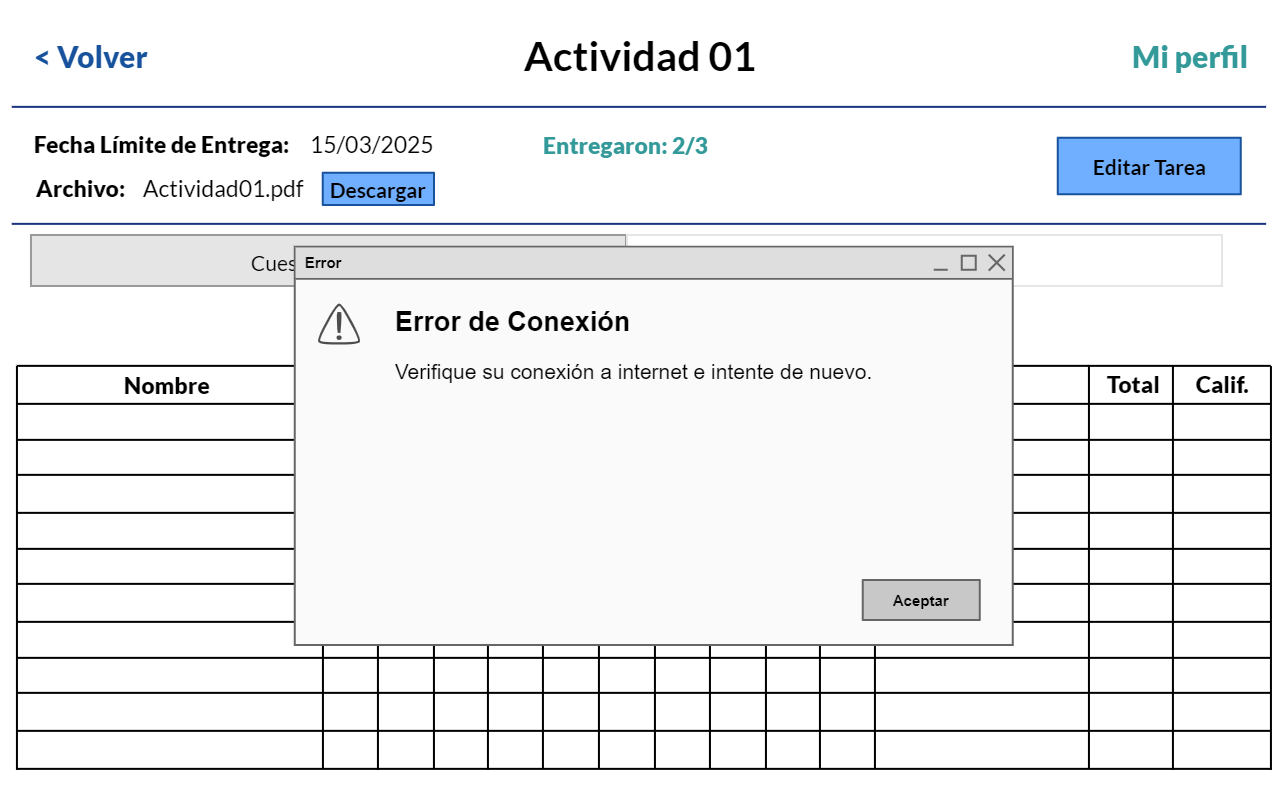 < Volver
Actividad 01
Mi perfil
Fecha Límite de Entrega: 15/03/2025
Entregaron: 2/3
Editar Tarea
Archivo: Actividad01.pdf
Descargar
Error
Error de Conexión
Verifique su conexión a internet e intente de nuevo.
Aceptar
Nombre
Total
Calif.